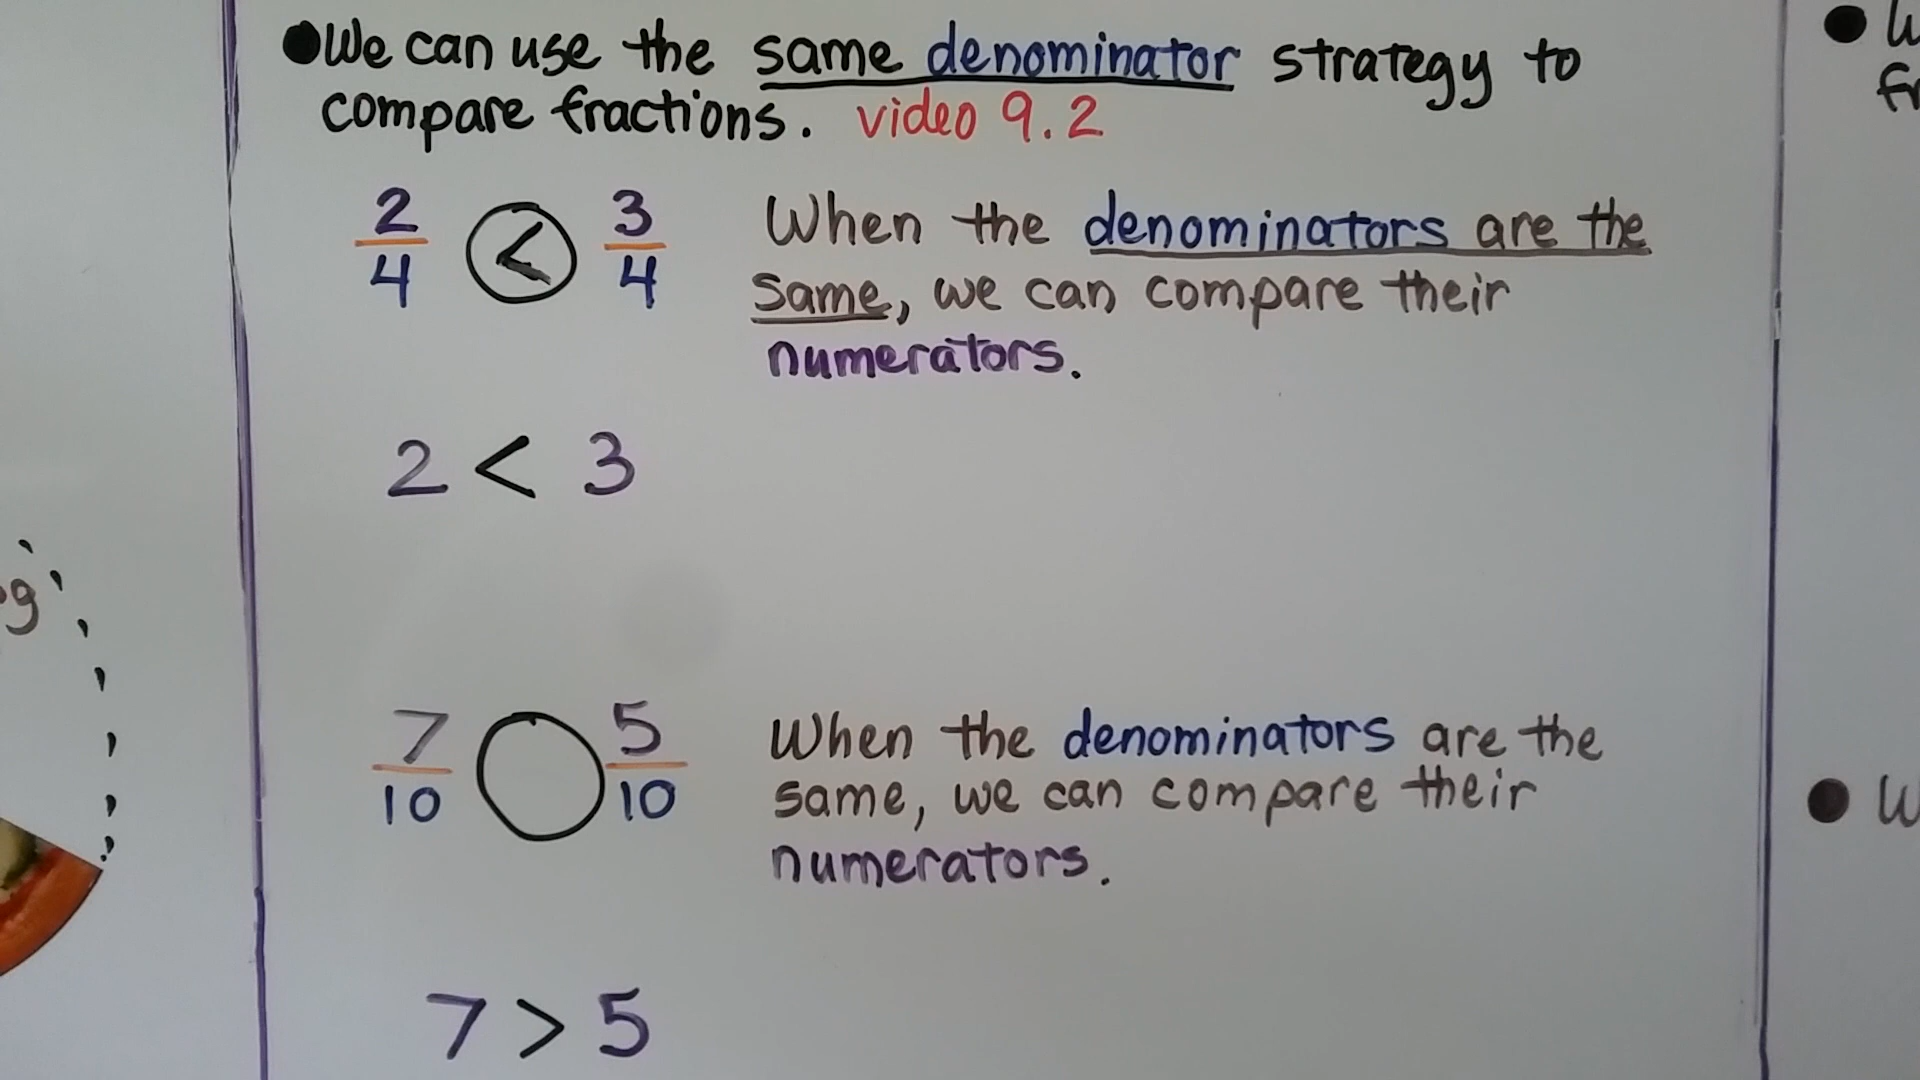 •We can use the same denominator strategy to
compare fractions. video 9.2
2/4 < 3/4
When the denominators are the
same, we can compare their
numerators.
2 < 3
7/10 5/10
When the denominators are the
same, we can compare their
numerators.
7 > 5